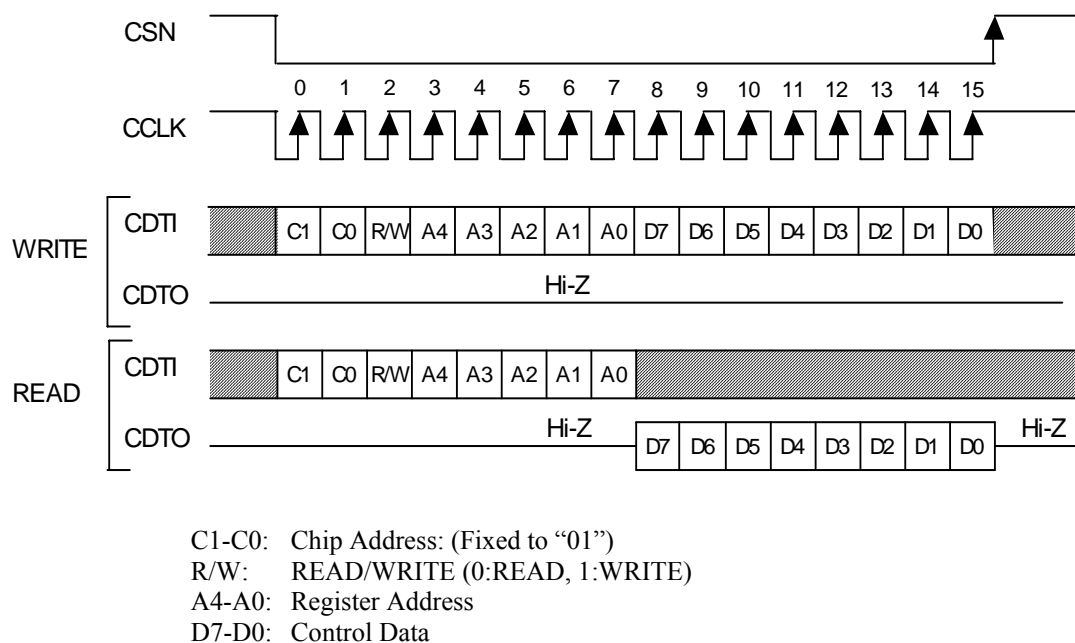 CSN
0 1 2 3 4 5 6 7 8 9 10 11 12 13 14 15
CCLK
WRITE
CDTI
C1 C0 R/W A4 A3 A2 A1 A0 D7 D6 D5 D4 D3 D2 D1 D0
CDTO
Hi-Z
READ
CDTI
C1 C0 R/W A4 A3 A2 A1 A0
CDTO
Hi-Z
D7 D6 D5 D4 D3 D2 D1 D0
Hi-Z
C1-C0: Chip Address: (Fixed to “01”)
R/W: READ/WRITE (0:READ, 1:WRITE)
A4-A0: Register Address
D7-D0: Control Data